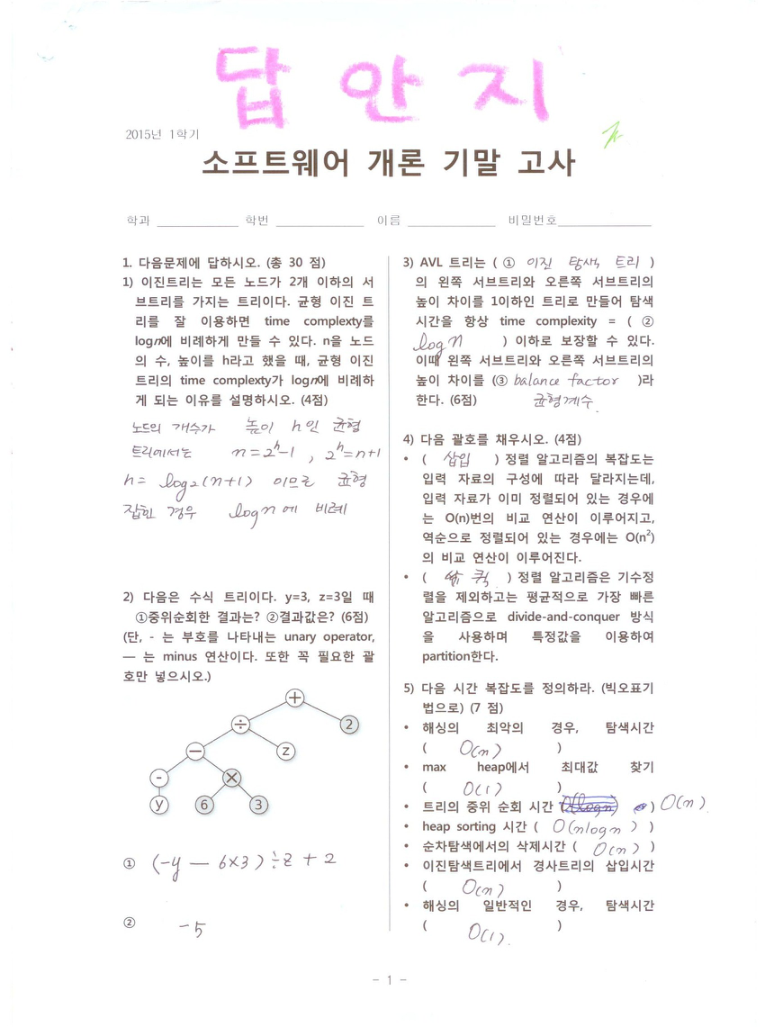 답 안 지
2015년 1학기
소프트웨어 개론 기말 고사
학과 ____________ 학번 ____________ 이름 ____________ 비밀번호____________
1. 다음문제에 답하시오. (총 30 점)
1) 이진트리는 모든 노드가 2개 이하의 서
브트리를 가지는 트리이다. 균형 이진 트
리를 잘 이용하면 time complexty를
logn에 비례하게 만들 수 있다. n을 노드
의 수, 높이를 h라고 했을 때, 균형 이진
트리의 time complexty가 logn에 비례하
게 되는 이유를 설명하시오. (4점)
노드의 개수가 높이 h인 균형
트리에서는 n=2^h-1 , 2^h=n+1
h= log₂(n+1) 이므로 균형
잡힌 경우 logn에 비례
2) 다음은 수식 트리이다. y=3, z=3일 때
①중위순회한 결과는? ②결과값은? (6점)
(단, - 는 부호를 나타내는 unary operator,
— 는 minus 연산이다. 또한 꼭 필요한 괄
호만 넣으시오.)
+
÷ 2
— z
- ×
y 6 3
① (-y — 6×3)÷z + 2
② -5
3) AVL 트리는 ( ① 이진 탐색 트리 )
의 왼쪽 서브트리와 오른쪽 서브트리의
높이 차이를 1이하인 트리로 만들어 탐색
시간을 항상 time complexity = ( ②
logn ) 이하로 보장할 수 있다.
이때 왼쪽 서브트리와 오른쪽 서브트리의
높이 차이를 (③ balance factor )라
한다. (6점) 균형계수
4) 다음 괄호를 채우시오. (4점)
• ( 삽입 ) 정렬 알고리즘의 복잡도는
입력 자료의 구성에 따라 달라지는데,
입력 자료가 이미 정렬되어 있는 경우에
는 O(n)번의 비교 연산이 이루어지고,
역순으로 정렬되어 있는 경우에는 O(n²)
의 비교 연산이 이루어진다.
• ( 퀵 ) 정렬 알고리즘은 기수정
렬을 제외하고는 평균적으로 가장 빠른
알고리즘으로 divide-and-conquer 방식
을 사용하며 특정값을 이용하여
partition한다.
5) 다음 시간 복잡도를 정의하라. (빅오표기
법으로) (7 점)
• 해싱의 최악의 경우, 탐색시간
( O(n) )
• max heap에서 최대값 찾기
( O(1) )
• 트리의 중위 순회 시간 (O(logn) ) O(n)
• heap sorting 시간 ( O(nlogn) )
• 순차탐색에서의 삭제시간 ( O(n) )
• 이진탐색트리에서 경사트리의 삽입시간
( O(n) )
• 해싱의 일반적인 경우, 탐색시간
( O(1) )
- 1 -